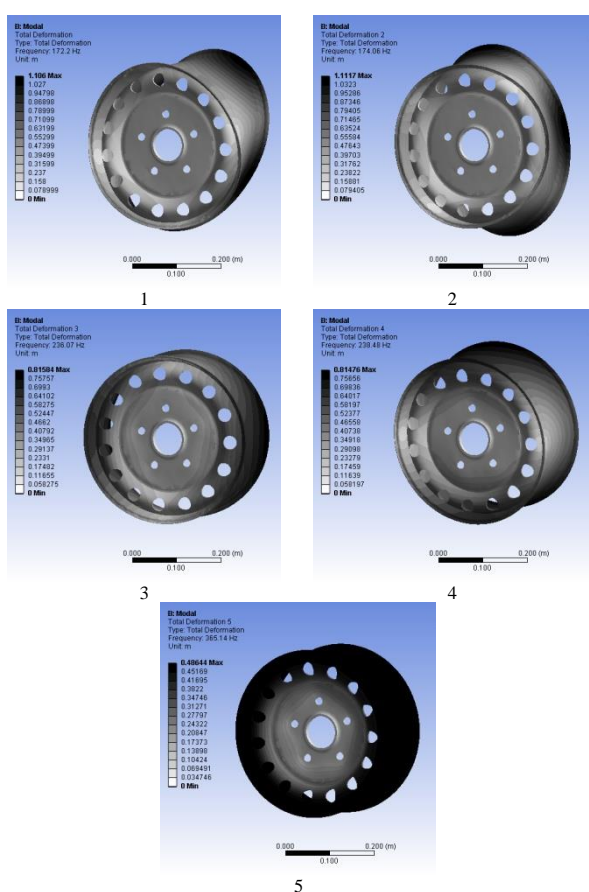 B: Modal
Total Deformation
Type: Total Deformation
Frequency: 172.2 Hz
Unit: m
1.106 Max
1.027
0.94798
0.86898
0.78999
0.71099
0.63199
0.55299
0.47399
0.39499
0.31599
0.237
0.158
0.078999
0 Min
0.000
0.200 (m)
0.100
1
B: Modal
Total Deformation 2
Type: Total Deformation
Frequency: 174.06 Hz
Unit: m
1.1117 Max
1.0323
0.95286
0.87346
0.79405
0.71465
0.63524
0.55584
0.47643
0.39703
0.31762
0.23822
0.15881
0.079405
0 Min
0.000
0.200 (m)
0.100
2
B: Modal
Total Deformation 3
Type: Total Deformation
Frequency: 236.07 Hz
Unit: m
0.81584 Max
0.75757
0.6993
0.64102
0.58275
0.52447
0.4662
0.40792
0.34965
0.29137
0.2331
0.17482
0.11655
0.058275
0 Min
0.000
0.200 (m)
0.100
3
B: Modal
Total Deformation 4
Type: Total Deformation
Frequency: 238.48 Hz
Unit: m
0.81476 Max
0.75656
0.69836
0.64017
0.58197
0.52377
0.46558
0.40738
0.34918
0.29098
0.23279
0.17459
0.11639
0.058197
0 Min
0.000
0.200 (m)
0.100
4
B: Modal
Total Deformation 5
Type: Total Deformation
Frequency: 365.14 Hz
Unit: m
0.48644 Max
0.45169
0.41695
0.3822
0.34746
0.31271
0.27797
0.24322
0.20847
0.17373
0.13898
0.10424
0.069491
0.034746
0 Min
0.000
0.200 (m)
0.100
5